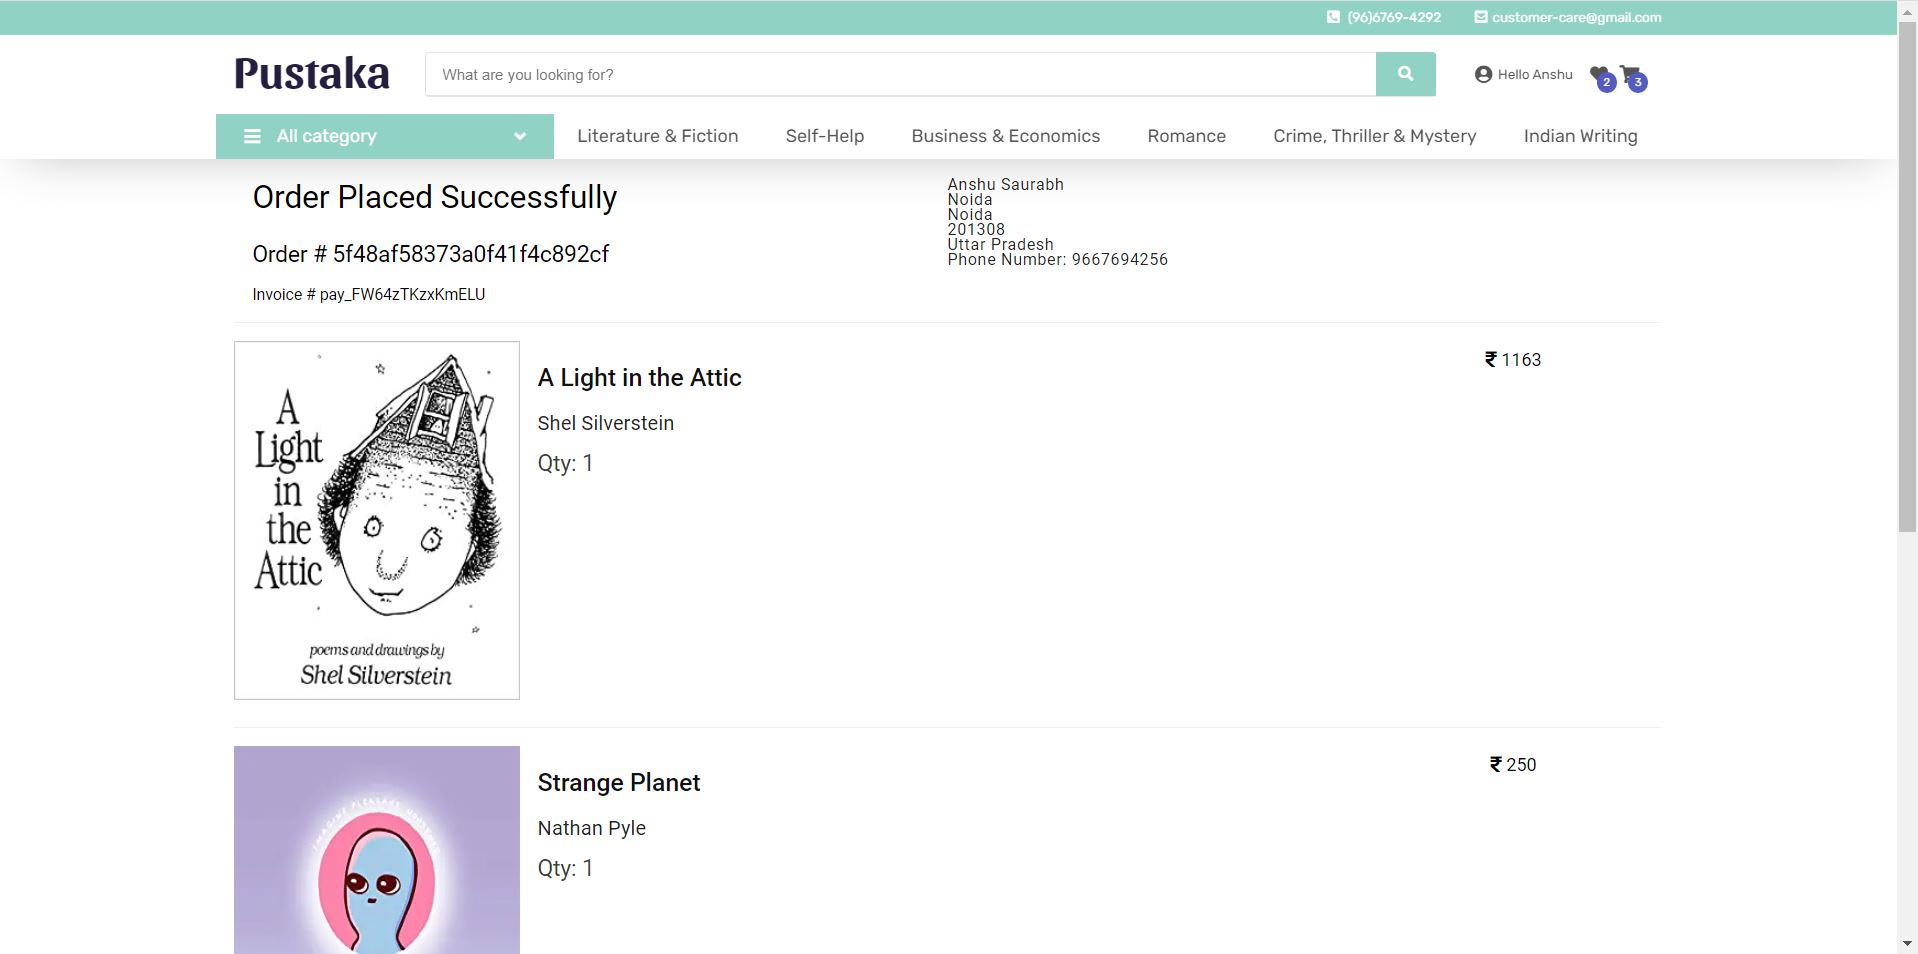 (96)6769-4292 customer-care@gmail.com
Pustaka
What are you looking for?
Hello Anshu
2
3
All category
Literature & Fiction
Self-Help
Business & Economics
Romance
Crime, Thriller & Mystery
Indian Writing
Order Placed Successfully
Order # 5f48af58373a0f41f4c892cf
Invoice # pay_FW64zTKzxKmELU
Anshu Saurabh
Noida
Noida
201308
Uttar Pradesh
Phone Number: 9667694256
A
Light
in
the
Attic
poems and drawings by
Shel Silverstein
A Light in the Attic
Shel Silverstein
Qty: 1
₹ 1163
Strange Planet
Nathan Pyle
Qty: 1
₹ 250